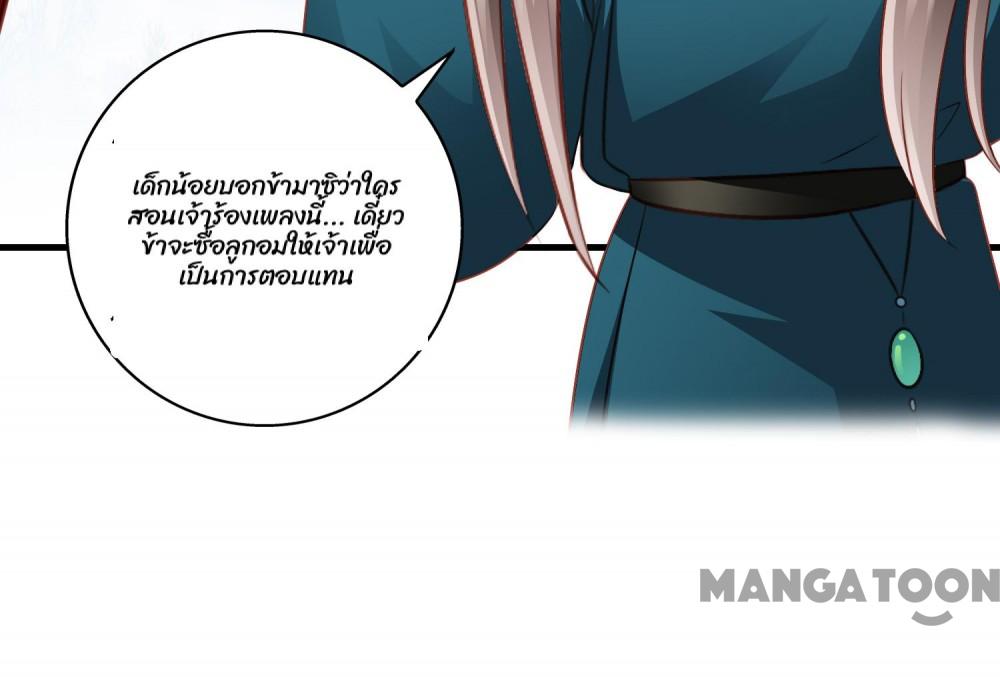 เด็กน้อยบอกข้ามาซิว่าใคร
สอนเจ้าร้องเพลงนี้... เดี๋ยว
ข้าจะซื้อลูกอมให้เจ้าเพื่อ
เป็นการตอบแทน
MANGA TOON